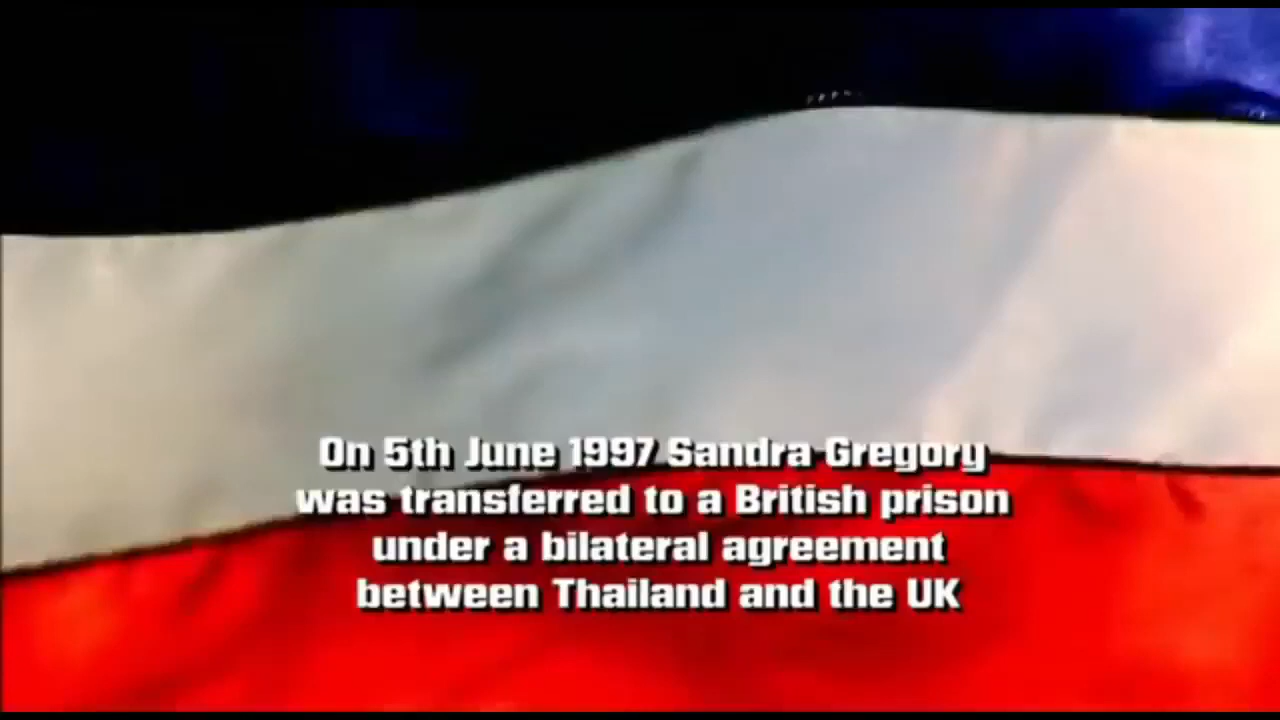 On 5th June 1997 Sandra Gregory
was transferred to a British prison
under a bilateral agreement
between Thailand and the UK